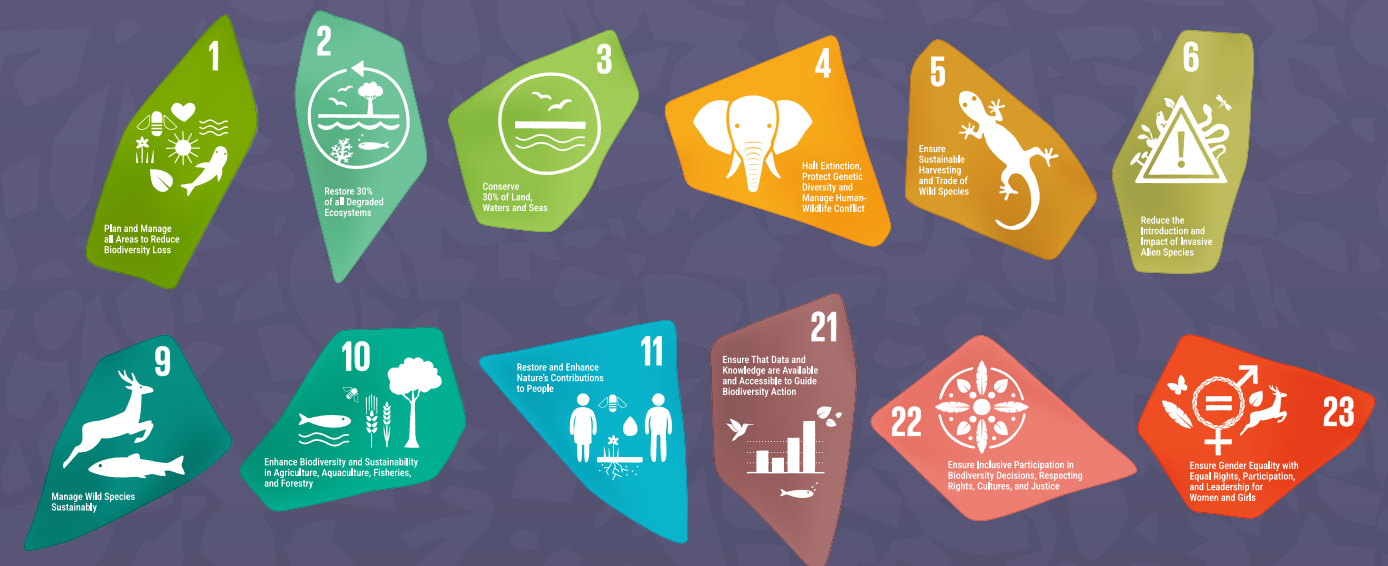 1
Plan and Manage
all Areas to Reduce
Biodiversity Loss
2
Restore 30%
of all Degraded
Ecosystems
3
Conserve
30% of Land,
Waters and Seas
4
Halt Extinction,
Protect Genetic
Diversity and
Manage Human-
Wildlife Conflict
5
Ensure
Sustainable
Harvesting
and Trade of
Wild Species
6
Reduce the
Introduction and
Impact of Invasive
Alien Species
9
Manage Wild Species
Sustainably
10
Enhance Biodiversity and Sustainability
in Agriculture, Aquaculture, Fisheries,
and Forestry
11
Restore and Enhance
Nature's Contributions
to People
21
Ensure That Data and
Knowledge are Available
and Accessible to Guide
Biodiversity Action
22
Ensure Inclusive Participation in
Biodiversity Decisions, Respecting
Rights, Cultures, and Justice
23
Ensure Gender Equality with
Equal Rights, Participation,
and Leadership for
Women and Girls